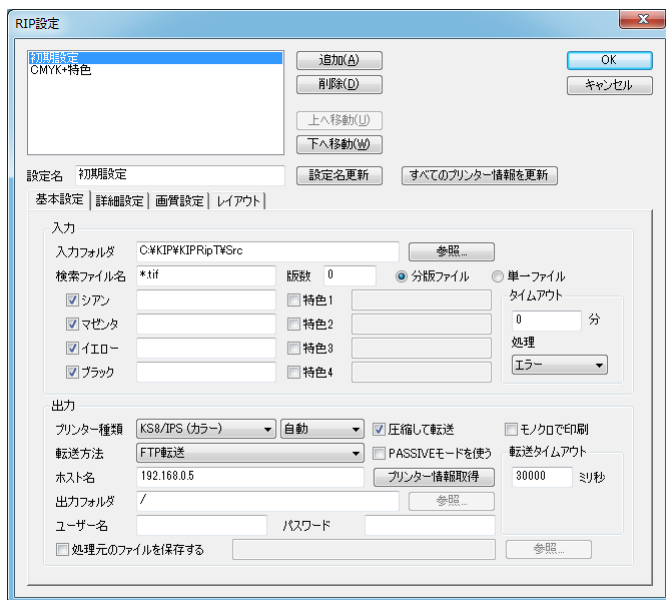 RIP設定
初期設定
CMYK+特色
追加(A)
削除(D)
上へ移動(U)
下へ移動(W)
OK
キャンセル
設定名 初期設定 設定名更新 すべてのプリンター情報を更新
基本設定 詳細設定 画質設定 レイアウト
入力
入力フォルダ C:¥KIP¥KIPRipT¥Src 参照...
検索ファイル名 *.tif 版数 0 分版ファイル 単一ファイル
シアン 特色1 タイムアウト
マゼンタ 特色2 0 分
イエロー 特色3 処理
ブラック 特色4 エラー
出力
プリンター種類 KS8/IPS (カラー) 自動 圧縮して転送 モノクロで印刷
転送方法 FTP転送 PASSIVEモードを使う 転送タイムアウト
ホスト名 192.168.0.5 プリンター情報取得 30000 ミリ秒
出力フォルダ / 参照...
ユーザー名 パスワード
処理元のファイルを保存する 参照...